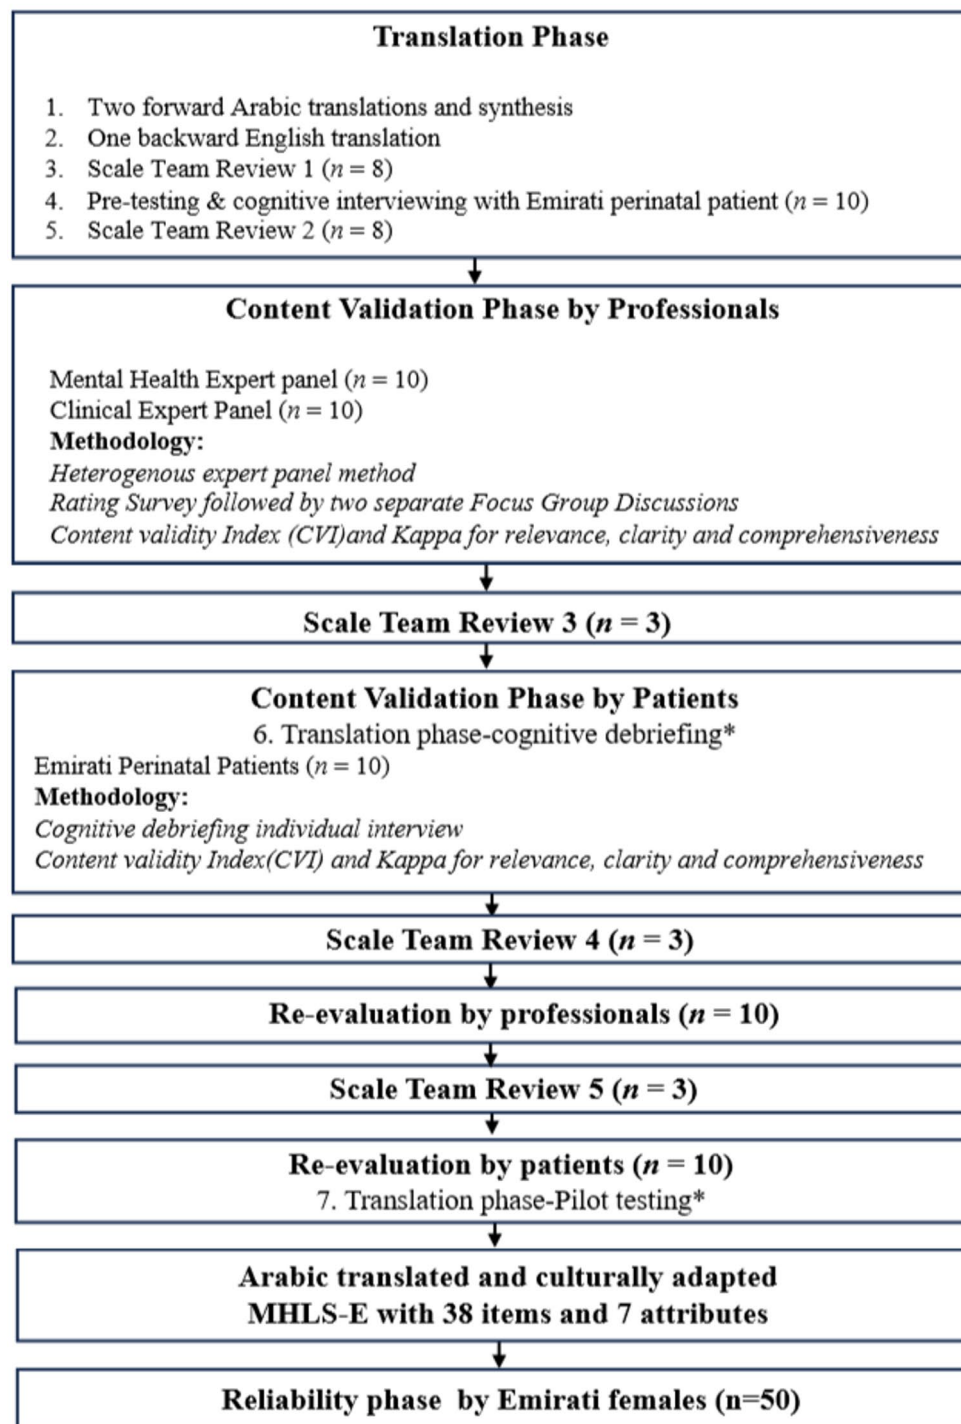 Translation Phase
1. Two forward Arabic translations and synthesis
2. One backward English translation
3. Scale Team Review 1 (n = 8)
4. Pre-testing & cognitive interviewing with Emirati perinatal patient (n = 10)
5. Scale Team Review 2 (n = 8)
Content Validation Phase by Professionals
Mental Health Expert panel (n = 10)
Clinical Expert Panel (n = 10)
Methodology:
Heterogenous expert panel method
Rating Survey followed by two separate Focus Group Discussions
Content validity Index (CVI)and Kappa for relevance, clarity and comprehensiveness
Scale Team Review 3 (n = 3)
Content Validation Phase by Patients
6. Translation phase-cognitive debriefing*
Emirati Perinatal Patients (n = 10)
Methodology:
Cognitive debriefing individual interview
Content validity Index(CVI) and Kappa for relevance, clarity and comprehensiveness
Scale Team Review 4 (n = 3)
Re-evaluation by professionals (n = 10)
Scale Team Review 5 (n = 3)
Re-evaluation by patients (n = 10)
7. Translation phase-Pilot testing*
Arabic translated and culturally adapted
MHLS-E with 38 items and 7 attributes
Reliability phase by Emirati females (n=50)